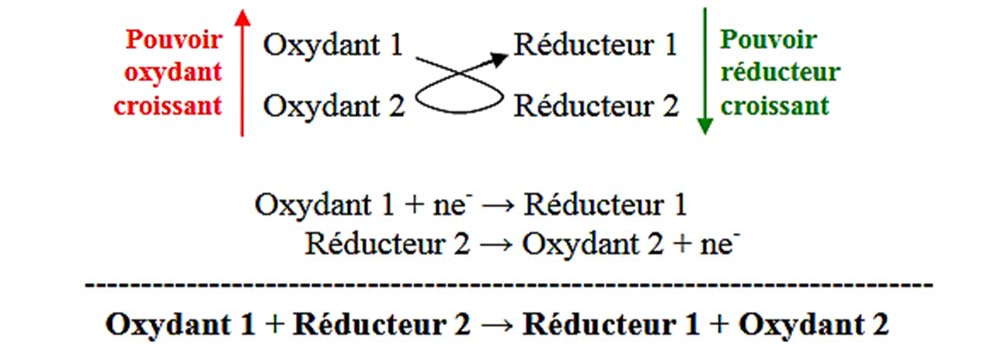 Pouvoir oxydant croissant
Oxydant 1
Réducteur 1
Oxydant 2
Réducteur 2
Pouvoir réducteur croissant
Oxydant 1 + ne⁻ → Réducteur 1
Réducteur 2 → Oxydant 2 + ne⁻
Oxydant 1 + Réducteur 2 → Réducteur 1 + Oxydant 2